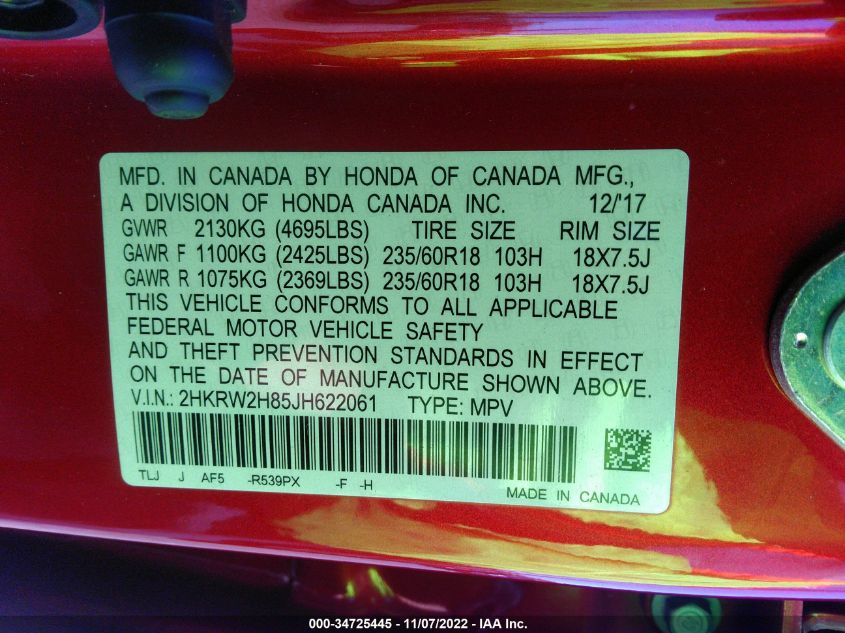 MFD. IN CANADA BY HONDA OF CANADA MFG.,
A DIVISION OF HONDA CANADA INC. 12/'17
GVWR 2130KG (4695LBS) TIRE SIZE RIM SIZE
GAWR F 1100KG (2425LBS) 235/60R18 103H 18X7.5J
GAWR R 1075KG (2369LBS) 235/60R18 103H 18X7.5J
THIS VEHICLE CONFORMS TO ALL APPLICABLE
FEDERAL MOTOR VEHICLE SAFETY
AND THEFT PREVENTION STANDARDS IN EFFECT
ON THE DATE OF MANUFACTURE SHOWN ABOVE.
V.I.N.: 2HKRW2H85JH622061 TYPE: MPV
TLJ J AF5 -R539PX -F -H
MADE IN CANADA
000-34725445 - 11/07/2022 - IAA Inc.